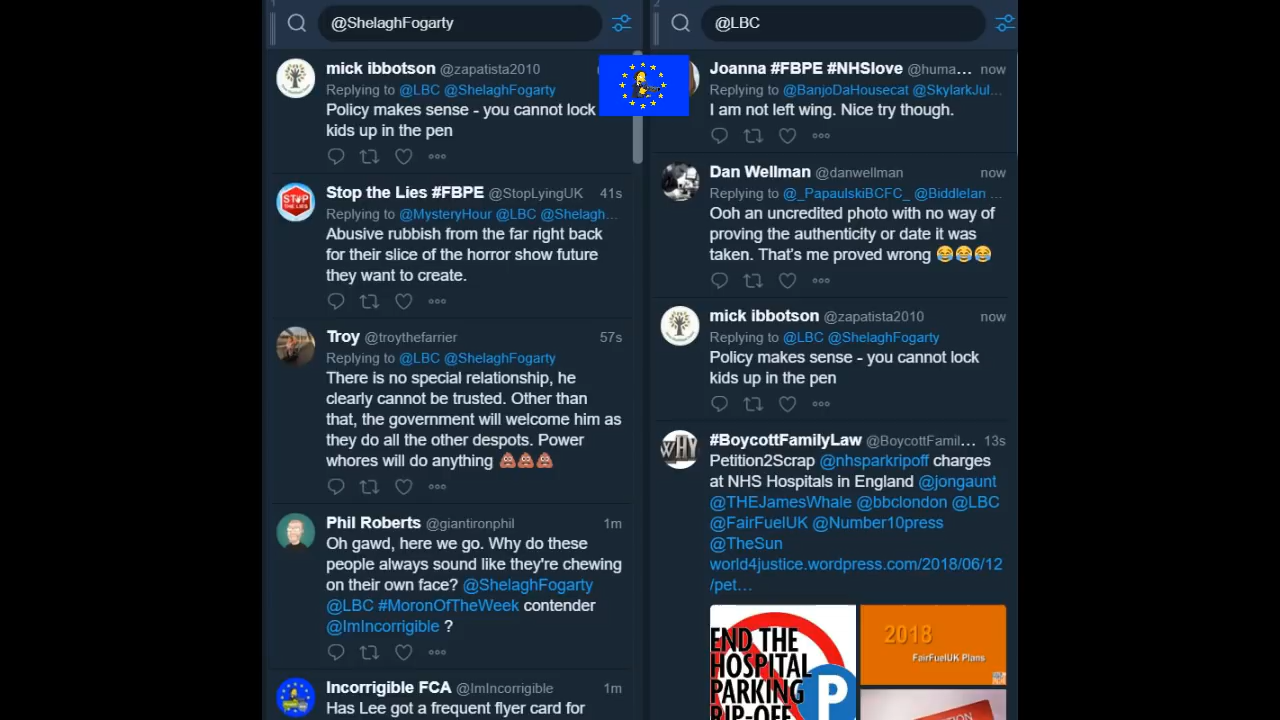 1
@ShelaghFogarty
mick ibbotson @zapatista2010
Replying to @LBC @ShelaghFogarty
Policy makes sense - you cannot lock
kids up in the pen
Stop the Lies #FBPE @StopLyingUK 41s
STOP
THE LIES
Replying to @MysteryHour @LBC @Shelagh...
Abusive rubbish from the far right back
for their slice of the horror show future
they want to create.
Troy @troythefarrier 57s
Replying to @LBC @ShelaghFogarty
There is no special relationship, he
clearly cannot be trusted. Other than
that, the government will welcome him as
they do all the other despots. Power
whores will do anything 💩💩💩
Phil Roberts @giantironphil 1m
Oh gawd, here we go. Why do these
people always sound like they're chewing
on their own face? @ShelaghFogarty
@LBC #MoronOfTheWeek contender
@ImIncorrigible ?
Incorrigible FCA @ImIncorrigible 1m
Has Lee got a frequent flyer card for
2
@LBC
Joanna #FBPE #NHSlove @huma... now
Replying to @BanjoDaHousecat @SkylarkJul...
I am not left wing. Nice try though.
Dan Wellman @danwellman now
Replying to @_PapaulskiBCFC_ @BiddleIan ...
Ooh an uncredited photo with no way of
proving the authenticity or date it was
taken. That's me proved wrong 😂😂😂
mick ibbotson @zapatista2010 now
Replying to @LBC @ShelaghFogarty
Policy makes sense - you cannot lock
kids up in the pen
#BoycottFamilyLaw @BoycottFamil... 13s
WHY
Petition2Scrap @nhsparkripoff charges
at NHS Hospitals in England @jongaunt
@THEJamesWhale @bbclondon @LBC
@FairFuelUK @Number10press
@TheSun
world4justice.wordpress.com/2018/06/12
/pet…
END THE
HOSPITAL
PARKING
RIP-OFF
P
2018
FairFuelUK Plans